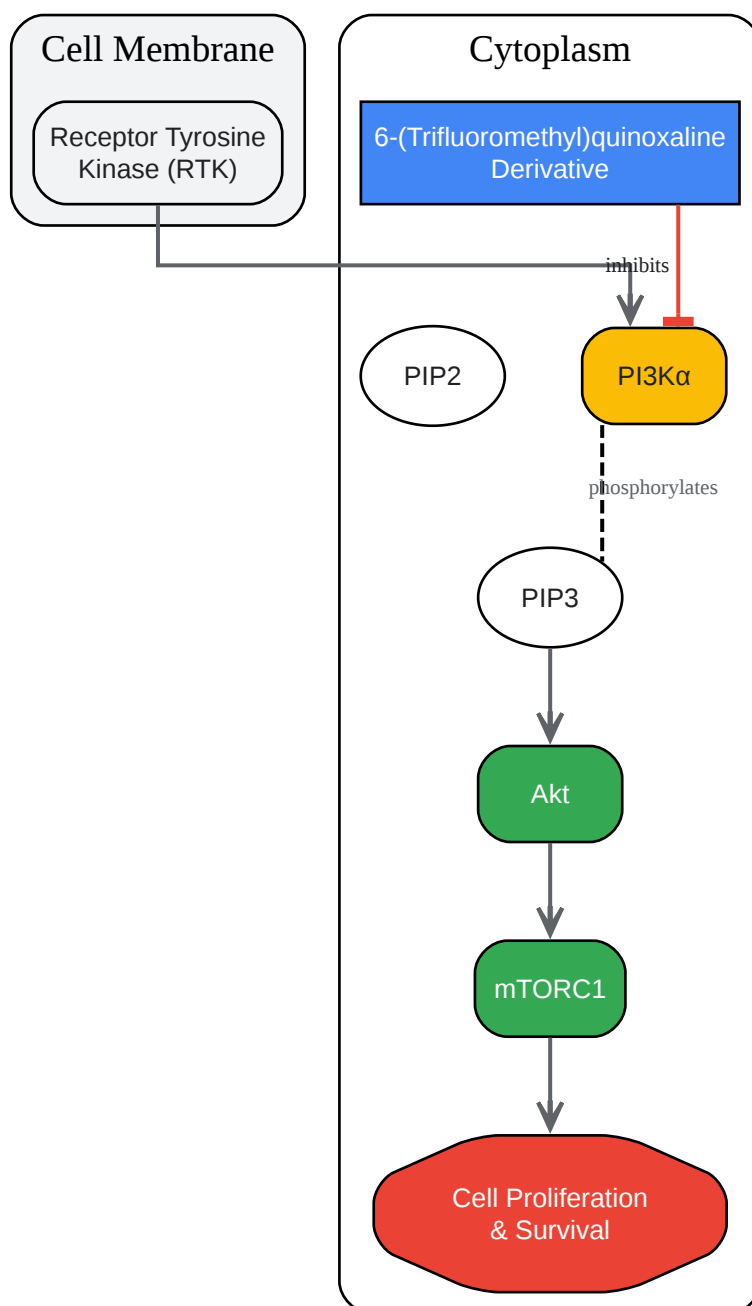 Cell Membrane
Cytoplasm
Receptor Tyrosine
Kinase (RTK)
6-(Trifluoromethyl)quinoxaline
Derivative
inhibits
PIP2
PI3Kα
phosphorylates
PIP3
Akt
mTORC1
Cell Proliferation
& Survival